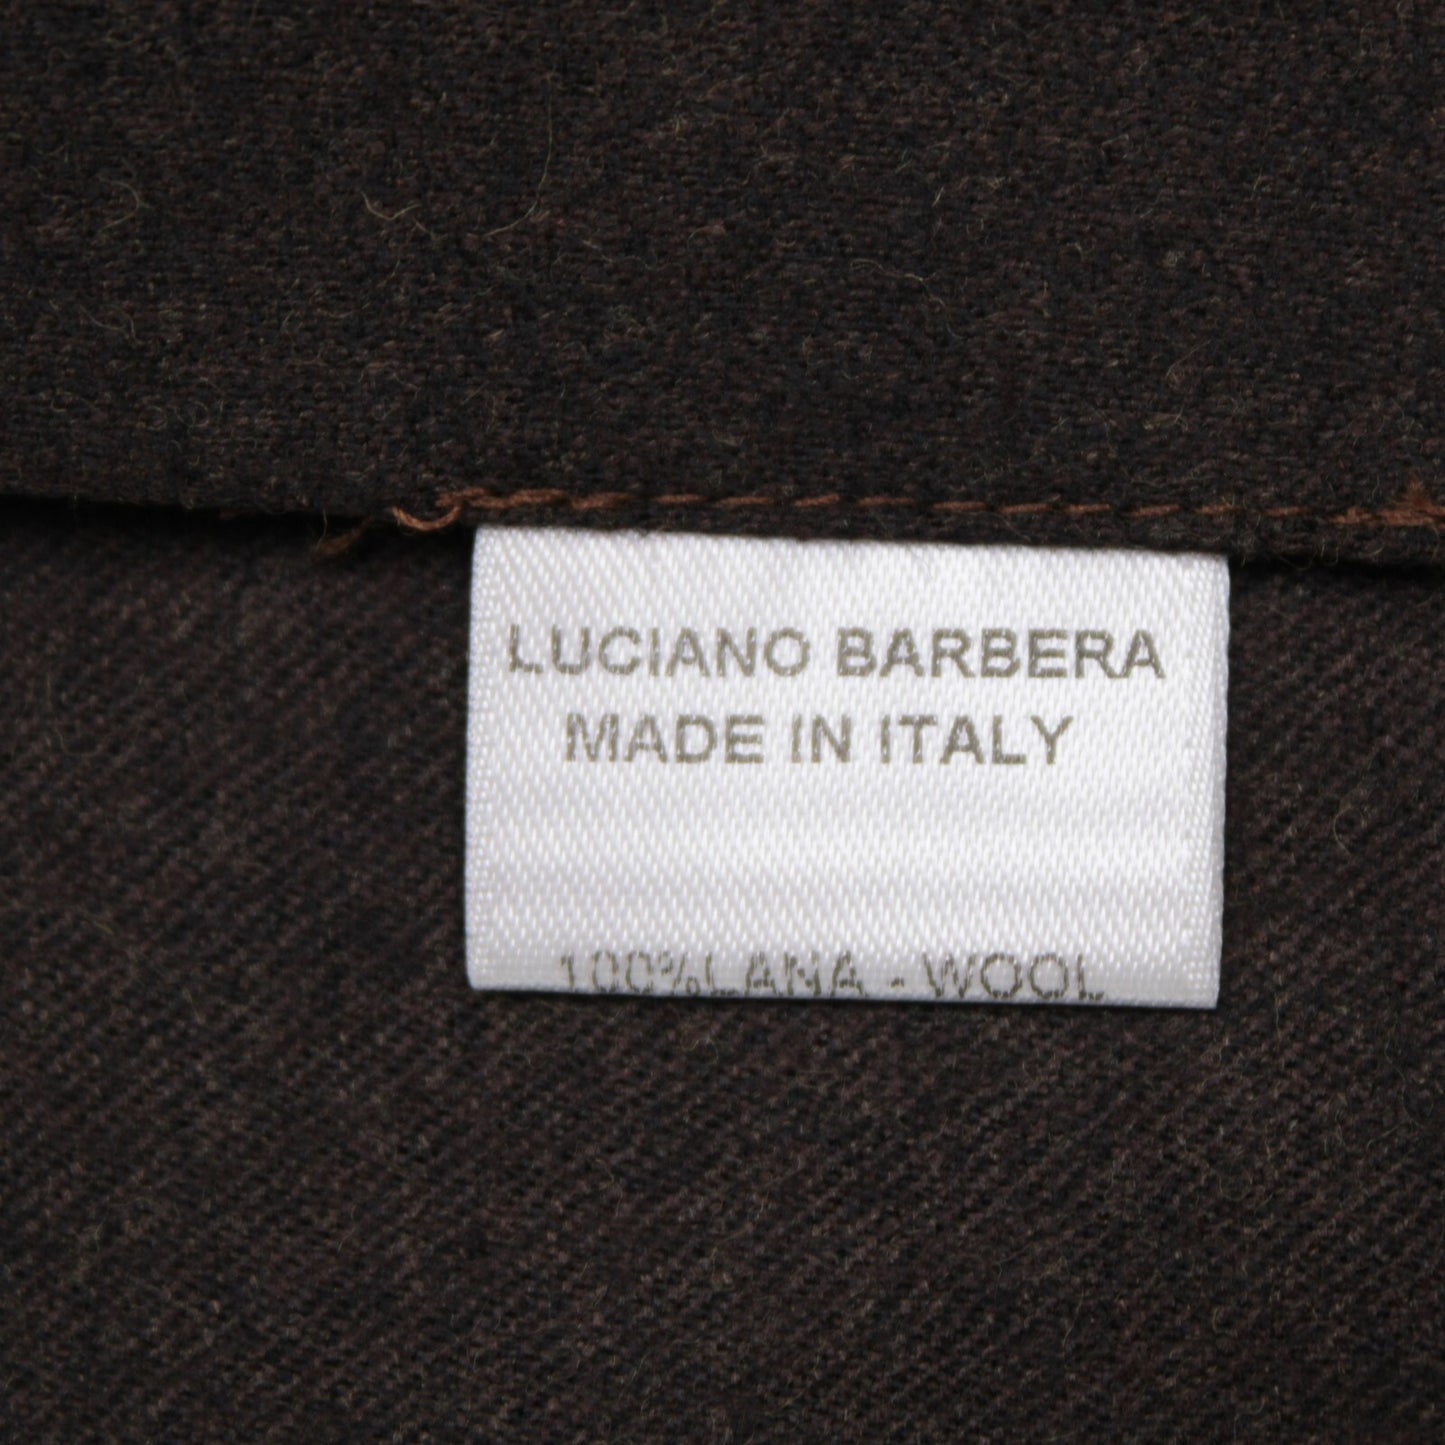 LUCIANO BARBERA
MADE IN ITALY
100%LANA - WOOL